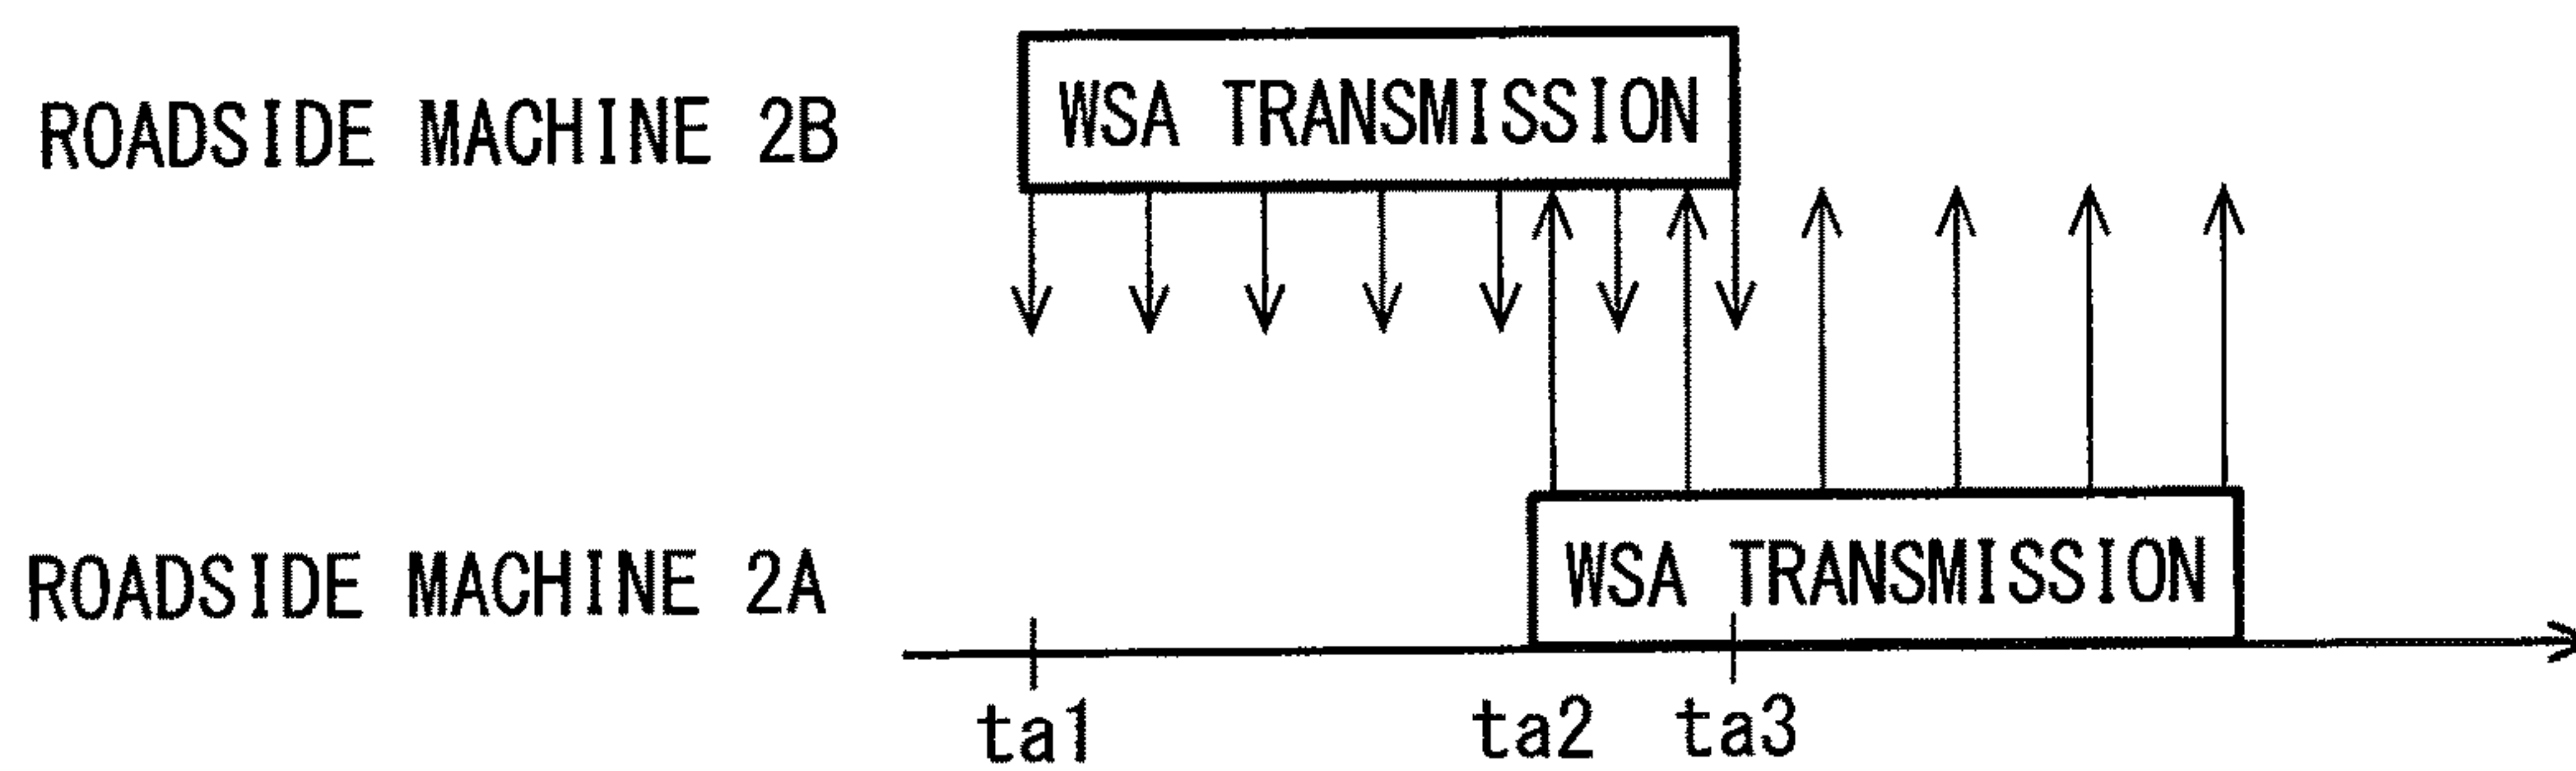 WSA TRANSMISSION
ROADSIDE MACHINE 2B
WSA TRANSMISSION
ROADSIDE MACHINE 2A
ta1 ta2 ta3